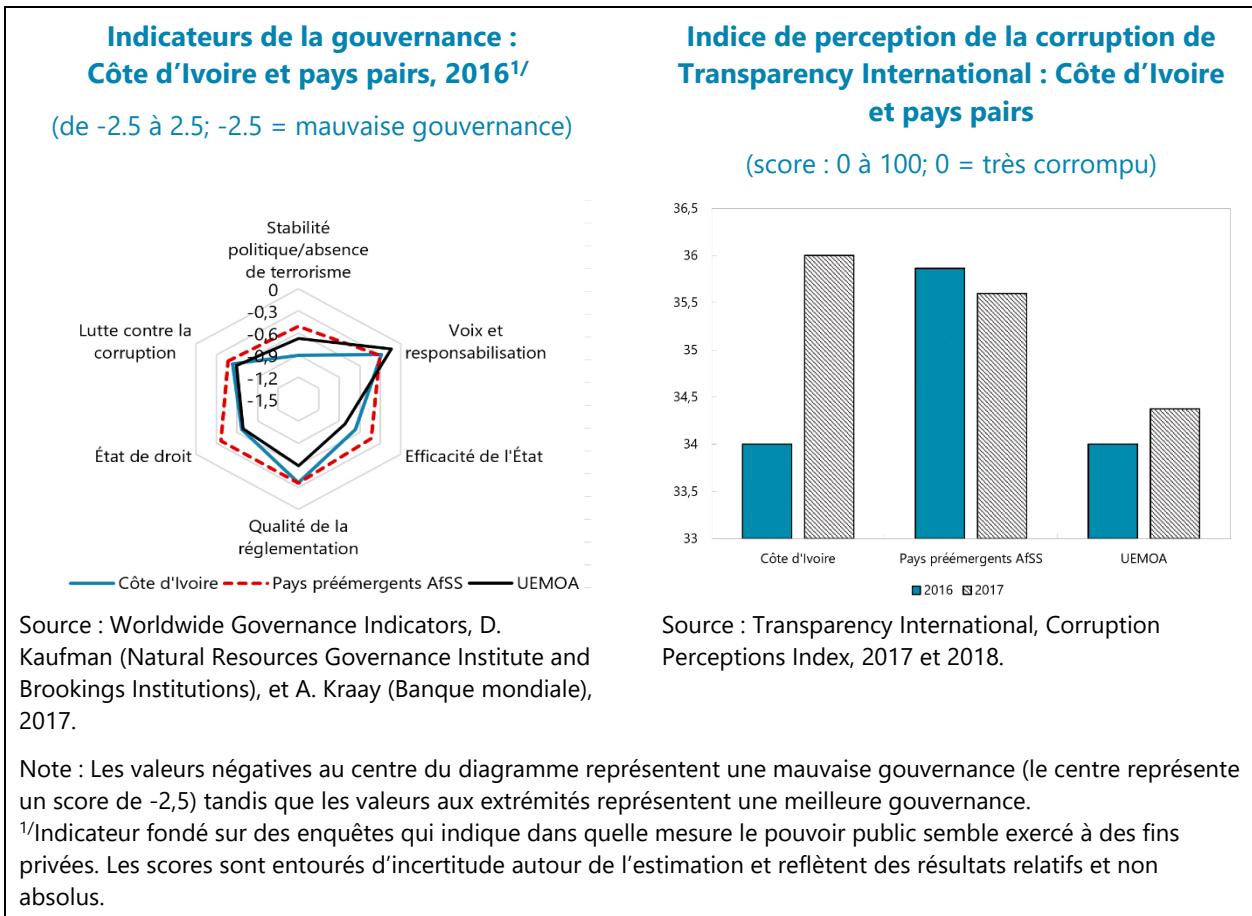 Indicateurs de la gouvernance :
Côte d’Ivoire et pays pairs, 2016¹/
(de -2.5 à 2.5; -2.5 = mauvaise gouvernance)
Stabilité
politique/absence
de terrorisme
0
-0,3
-0,6
-0,9
-1,2
-1,5
Lutte contre la
corruption
Voix et
responsabilisation
État de droit
Efficacité de l'État
Qualité de la
réglementation
Côte d'Ivoire
Pays préémergents AfSS
UEMOA
Source : Worldwide Governance Indicators, D.
Kaufman (Natural Resources Governance Institute and
Brookings Institutions), et A. Kraay (Banque mondiale),
2017.
Indice de perception de la corruption de
Transparency International : Côte d’Ivoire
et pays pairs
(score : 0 à 100; 0 = très corrompu)
36,5
36
35,5
35
34,5
34
33,5
33
Côte d'Ivoire
Pays préémergents AfSS
UEMOA
2016
2017
Source : Transparency International, Corruption
Perceptions Index, 2017 et 2018.
Note : Les valeurs négatives au centre du diagramme représentent une mauvaise gouvernance (le centre représente
un score de -2,5) tandis que les valeurs aux extrémités représentent une meilleure gouvernance.
¹/Indicateur fondé sur des enquêtes qui indique dans quelle mesure le pouvoir public semble exercé à des fins
privées. Les scores sont entourés d’incertitude autour de l’estimation et reflètent des résultats relatifs et non
absolus.